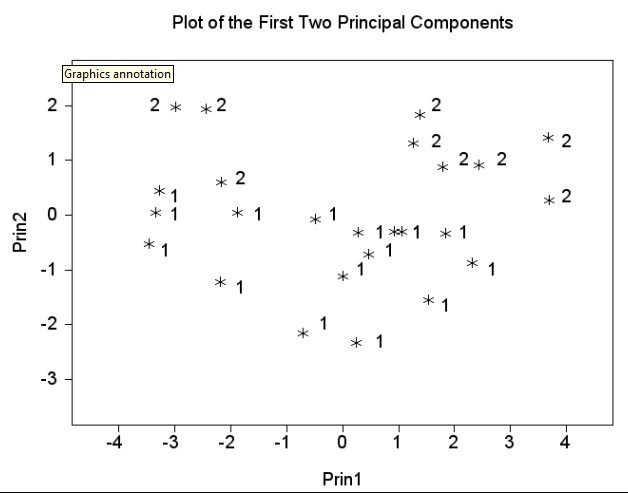 Plot of the First Two Principal Components
Graphics annotation
2 2 2
2 2 2
2 2 2
1 2
1 1 1
1 1 1
1 1
1 1
1 1
1
1
2
1
0
-1
-2
-3
Prin2
-4 -3 -2 -1 0 1 2 3 4
Prin1